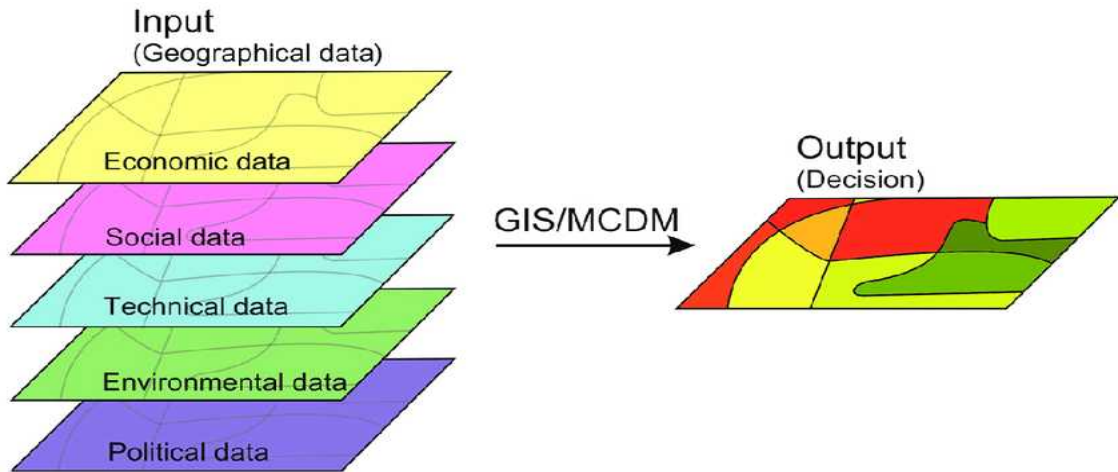 Input
(Geographical data)
Economic data
Social data
Technical data
Environmental data
Political data
GIS/MCDM
Output
(Decision)